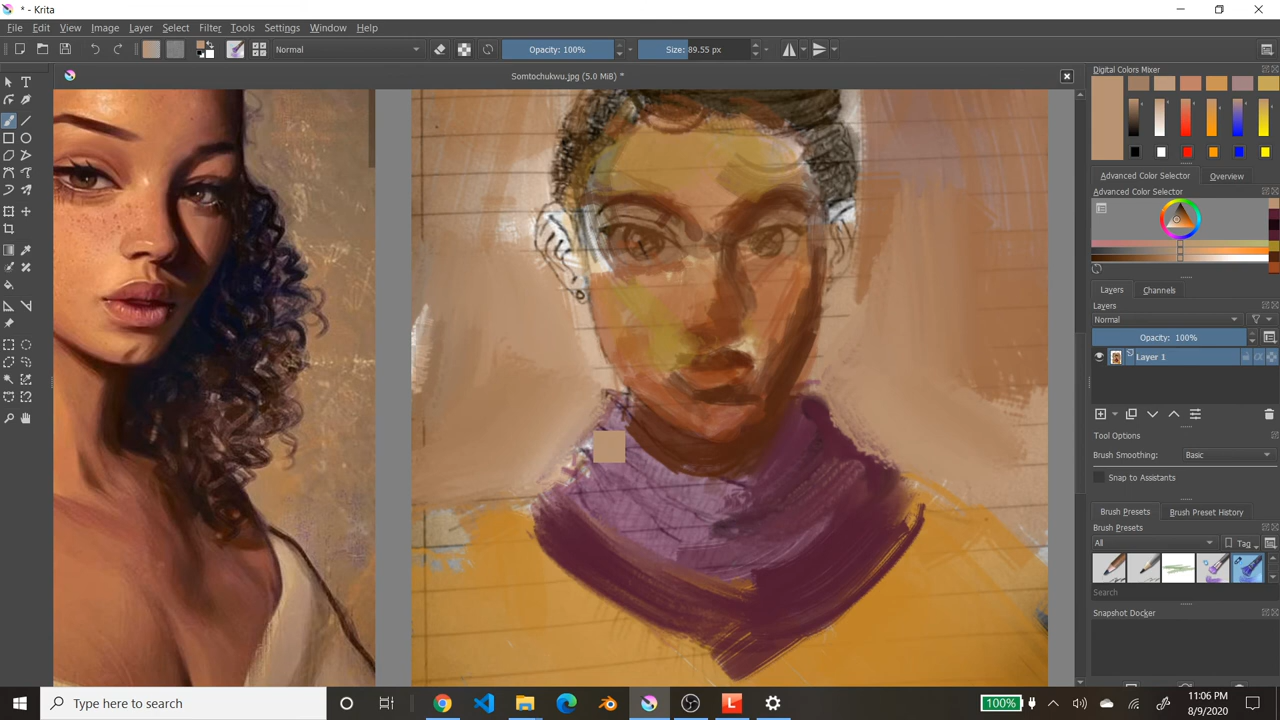 * - Krita
File Edit View Image Layer Select Filter Tools Settings Window Help
Normal Opacity: 100% Size: 89.55 px
Somtochukwu.jpg (5.0 MiB) *
Digital Colors Mixer
Advanced Color Selector Overview
Advanced Color Selector
Layers Channels
Layers
Normal
Opacity: 100%
Layer 1
Tool Options
Brush Smoothing: Basic
Snap to Assistants
Brush Presets Brush Preset History
Brush Presets
All Tag
Search
Snapshot Docker
Type here to search
100%
11:06 PM
8/9/2020